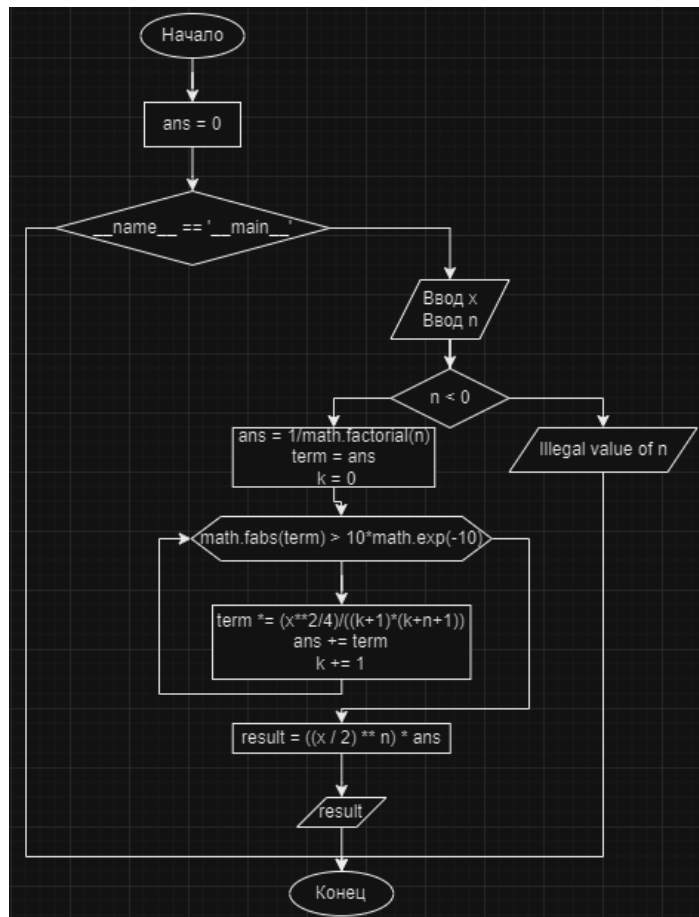 Начало
ans = 0
__name__ == '__main__'
Ввод x
Ввод n
n < 0
ans = 1/math.factorial(n)
term = ans
k = 0
Illegal value of n
math.fabs(term) > 10*math.exp(-10)
term *= (x**2/4)/((k+1)*(k+n+1))
ans += term
k += 1
result = ((x / 2) ** n) * ans
result
Конец